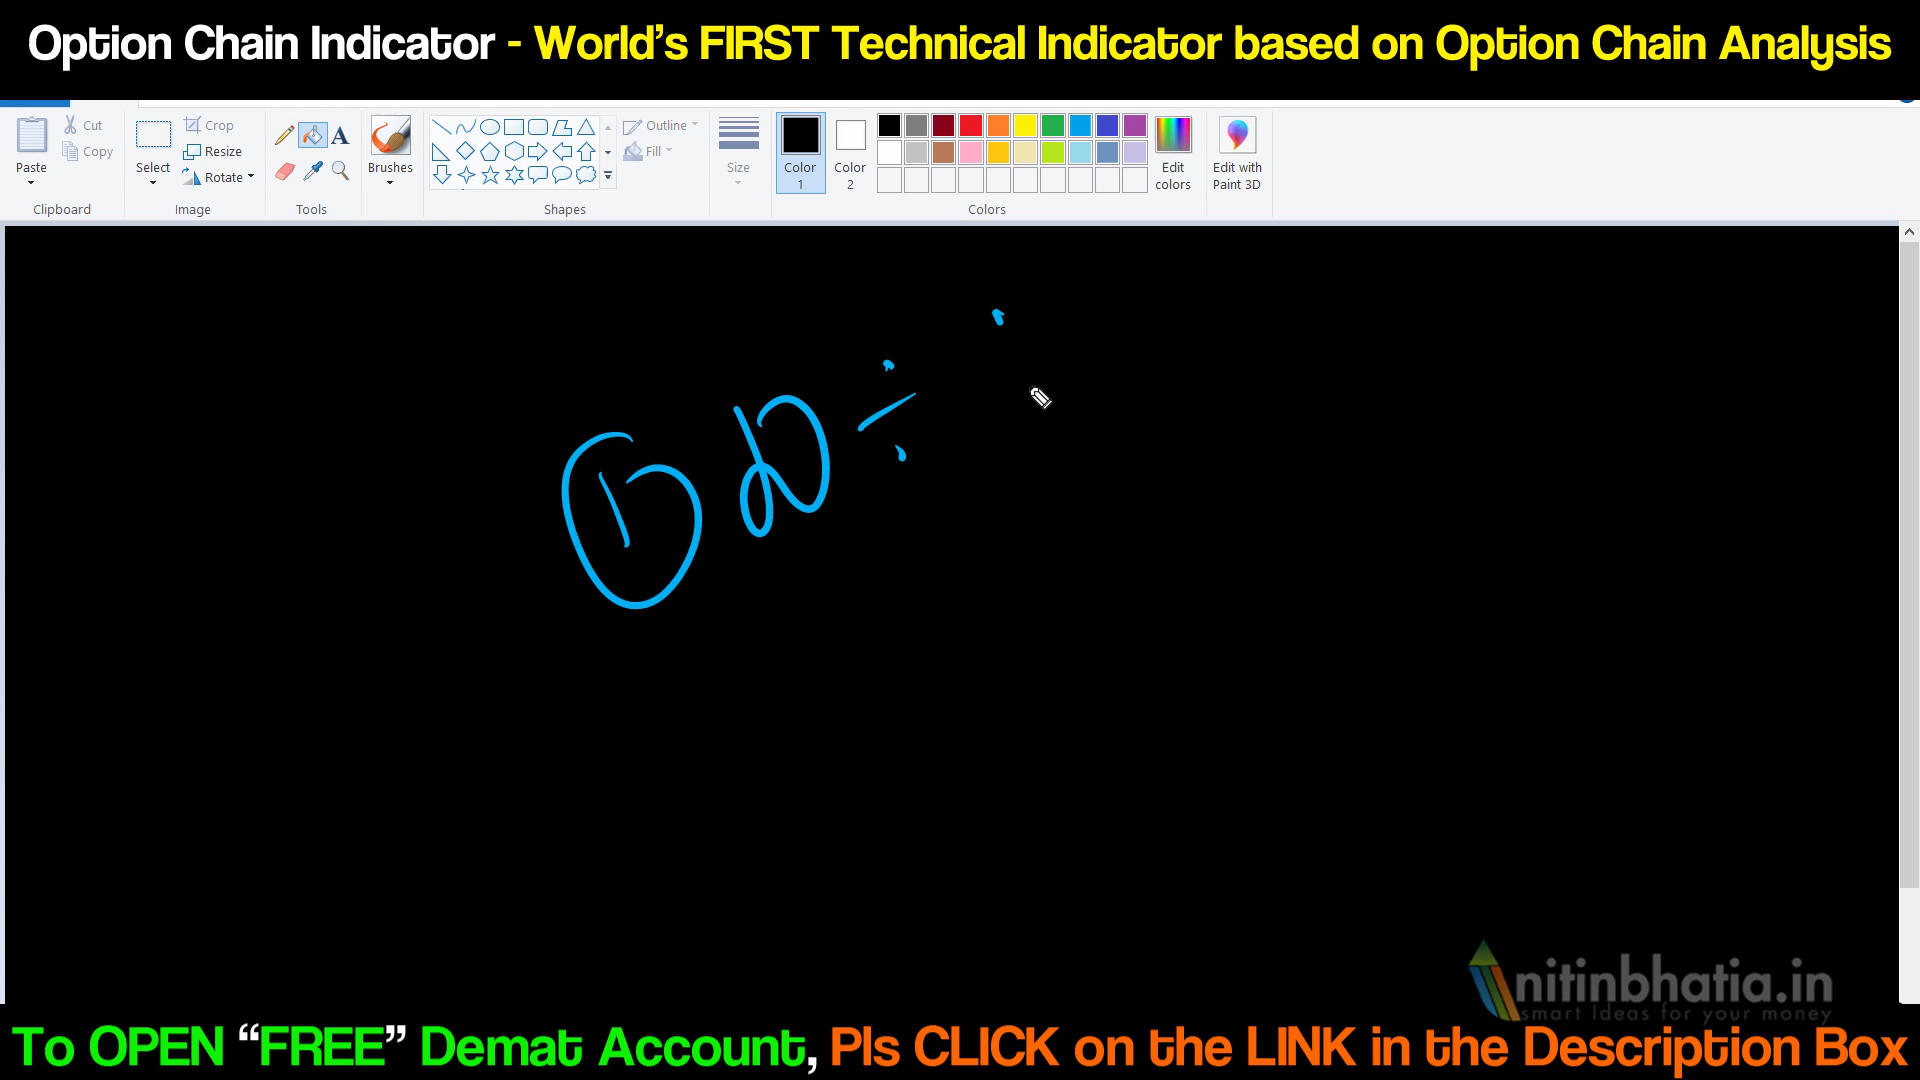 Option Chain Indicator - World's FIRST Technical Indicator based on Option Chain Analysis
Paste
Cut
Copy
Clipboard
Select
Crop
Resize
Rotate
Image
Tools
Brushes
Shapes
Outline
Fill
Size
Color 1
Color 2
Colors
Edit colors
Edit with Paint 3D
nitinbhatia.in
smart Ideas for your money
To OPEN “FREE” Demat Account, Pls CLICK on the LINK in the Description Box